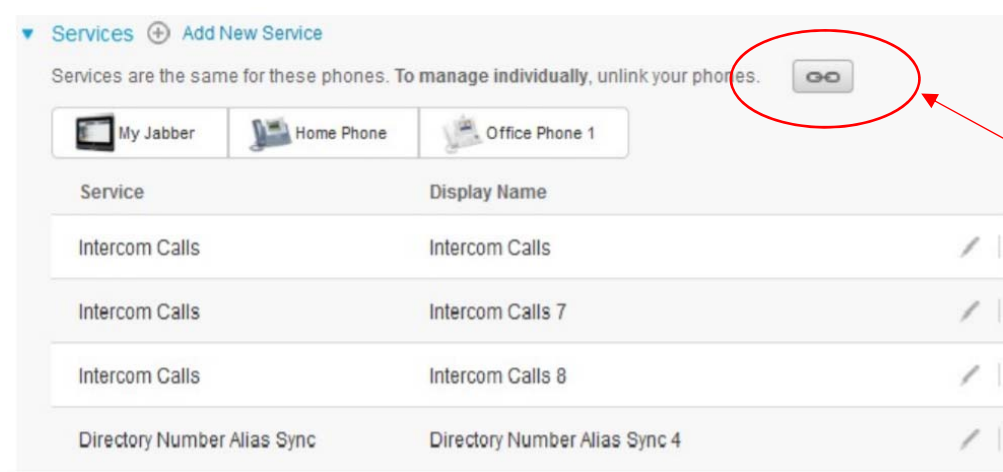 Services Add New Service
Services are the same for these phones. To manage individually, unlink your phones.
My Jabber Home Phone Office Phone 1
Service Display Name
Intercom Calls Intercom Calls
Intercom Calls Intercom Calls 7
Intercom Calls Intercom Calls 8
Directory Number Alias Sync Directory Number Alias Sync 4